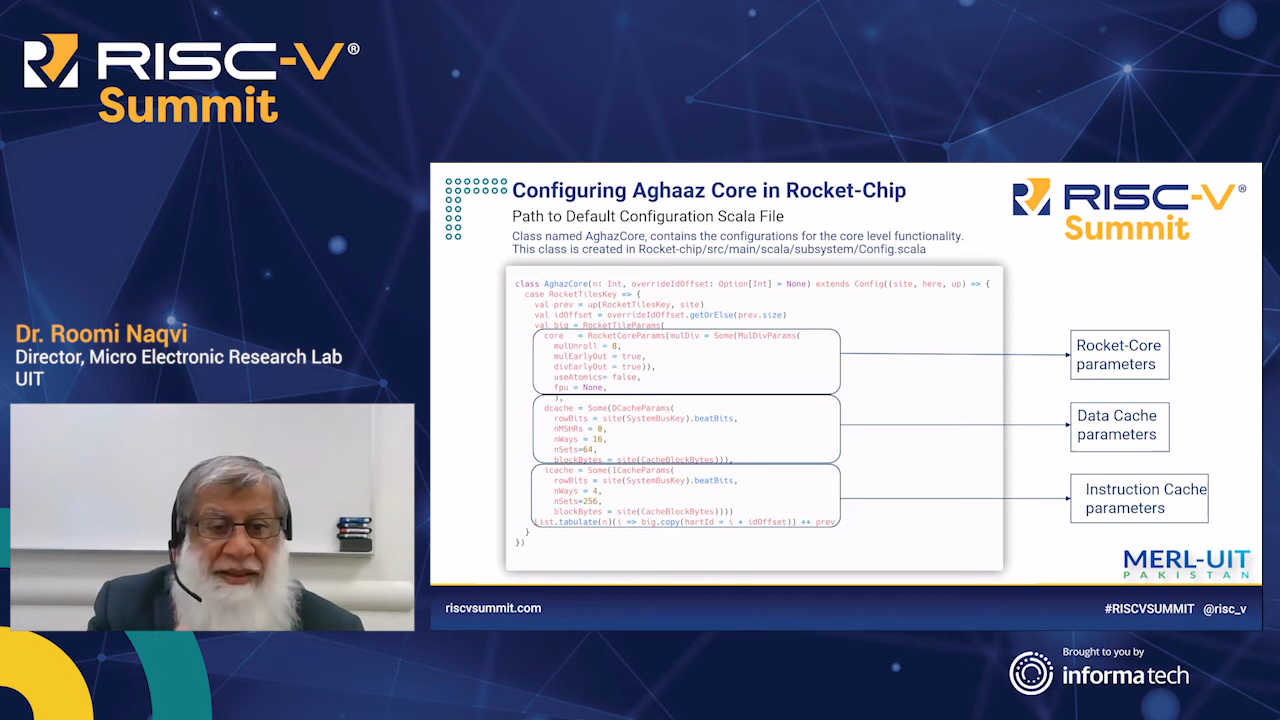 RISC-V®
Summit
Dr. Roomi Naqvi
Director, Micro Electronic Research Lab
UIT
Configuring Aghaaz Core in Rocket-Chip
Path to Default Configuration Scala File
Class named AghazCore, contains the configurations for the core level functionality.
This class is created in Rocket-chip/src/main/scala/subsystem/Config.scala
RISC-V®
Summit
class AghazCore(n: Int, overrideIdOffset: Option[Int] = None) extends Config((site, here, up) => {
case RocketTilesKey => {
val prev = up(RocketTilesKey, site)
val idOffset = overrideIdOffset.getOrElse(prev.size)
val big = RocketTileParams(
core = RocketCoreParams(mulDiv = Some(MulDivParams(
mulUnroll = 8,
mulEarlyOut = true,
divEarlyOut = true)),
useAtomics= false,
fpu = None,
),
dcache = Some(DCacheParams(
rowBits = site(SystemBusKey).beatBits,
nMSHRs = 0,
nWays = 16,
nSets=64,
blockBytes = site(CacheBlockBytes))),
icache = Some(ICacheParams(
rowBits = site(SystemBusKey).beatBits,
nWays = 4,
nSets=256,
blockBytes = site(CacheBlockBytes))))
List.tabulate(n)(i => big.copy(hartId = i + idOffset)) ++ prev
}
})
Rocket-Core
parameters
Data Cache
parameters
Instruction Cache
parameters
MERL-UIT
PAKISTAN
riscvsummit.com
#RISCVSUMMIT @risc_v
Brought to you by
informa tech